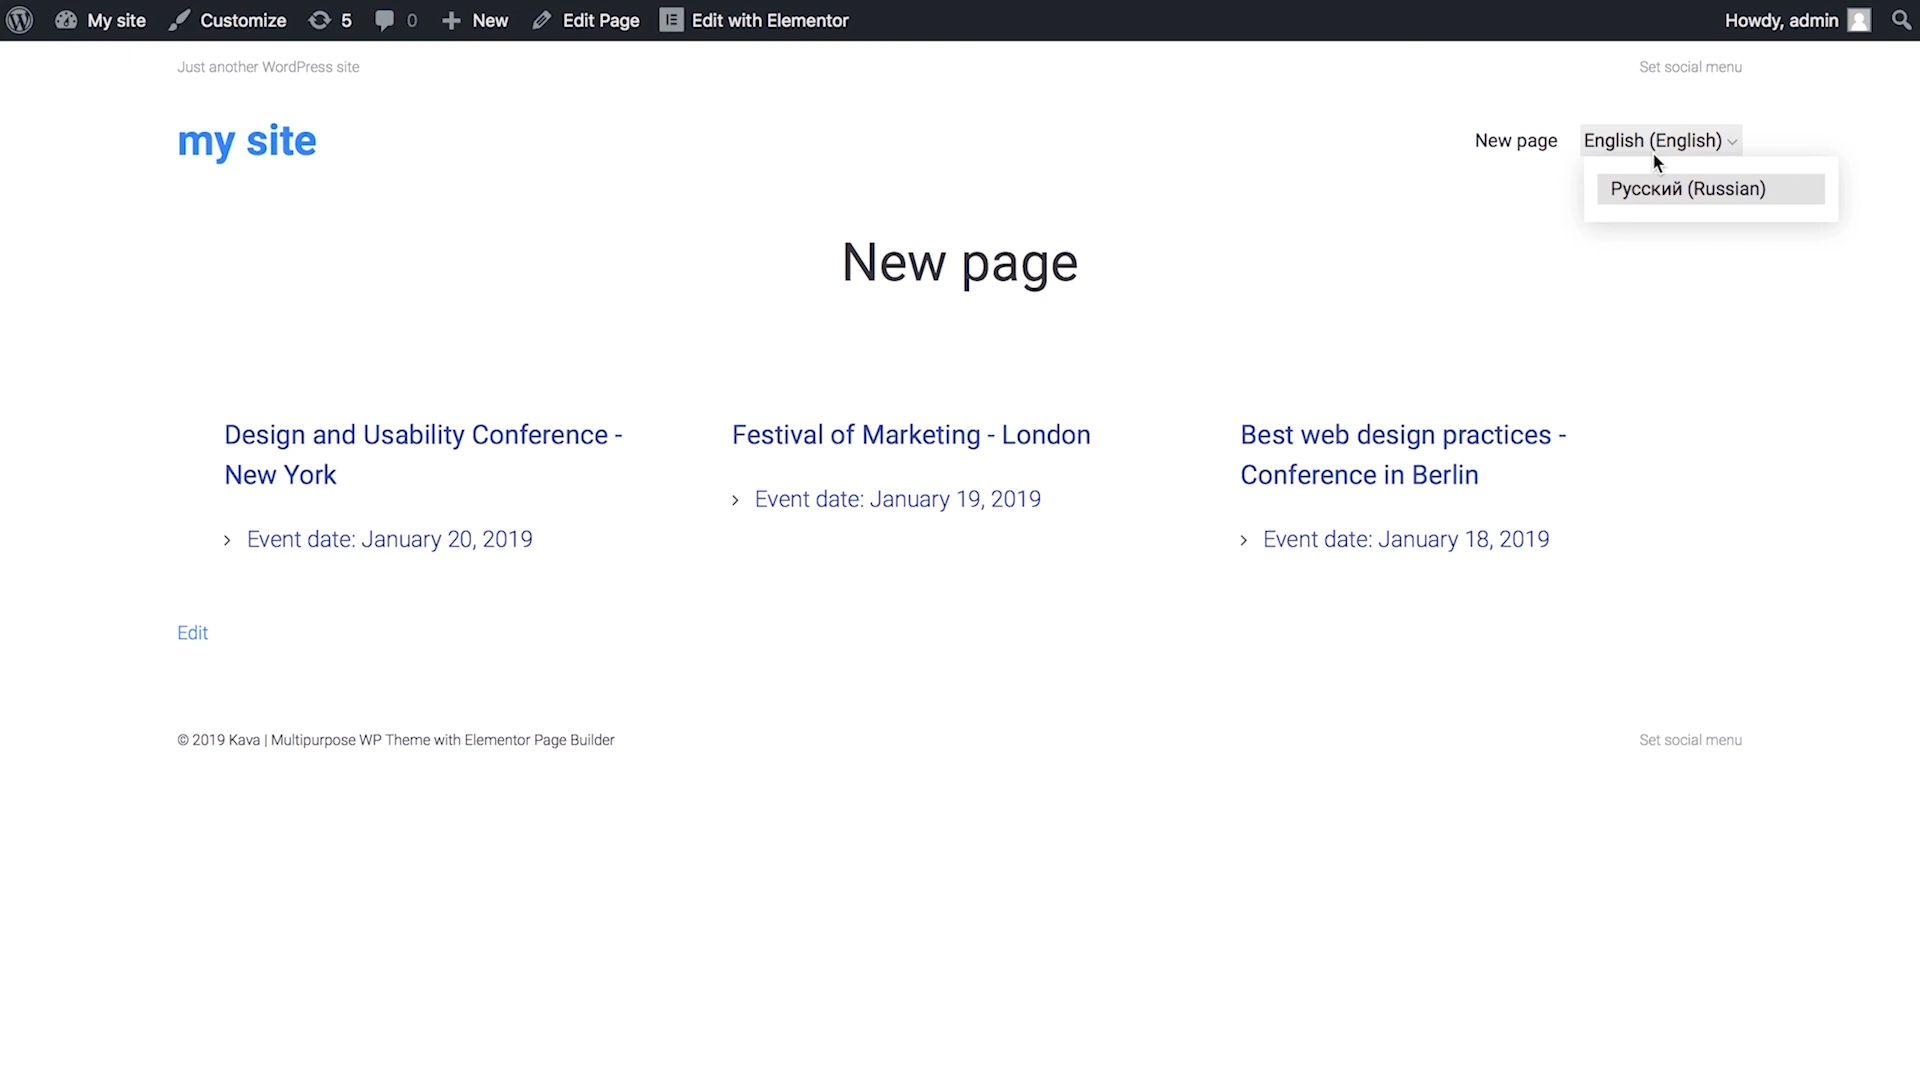 My site Customize 5 0 New Edit Page Edit with Elementor Howdy, admin
Just another WordPress site Set social menu
my site New page English (English)
Русский (Russian)
New page
Design and Usability Conference -
New York
Event date: January 20, 2019
Festival of Marketing - London
Event date: January 19, 2019
Best web design practices -
Conference in Berlin
Event date: January 18, 2019
Edit
© 2019 Kava | Multipurpose WP Theme with Elementor Page Builder Set social menu